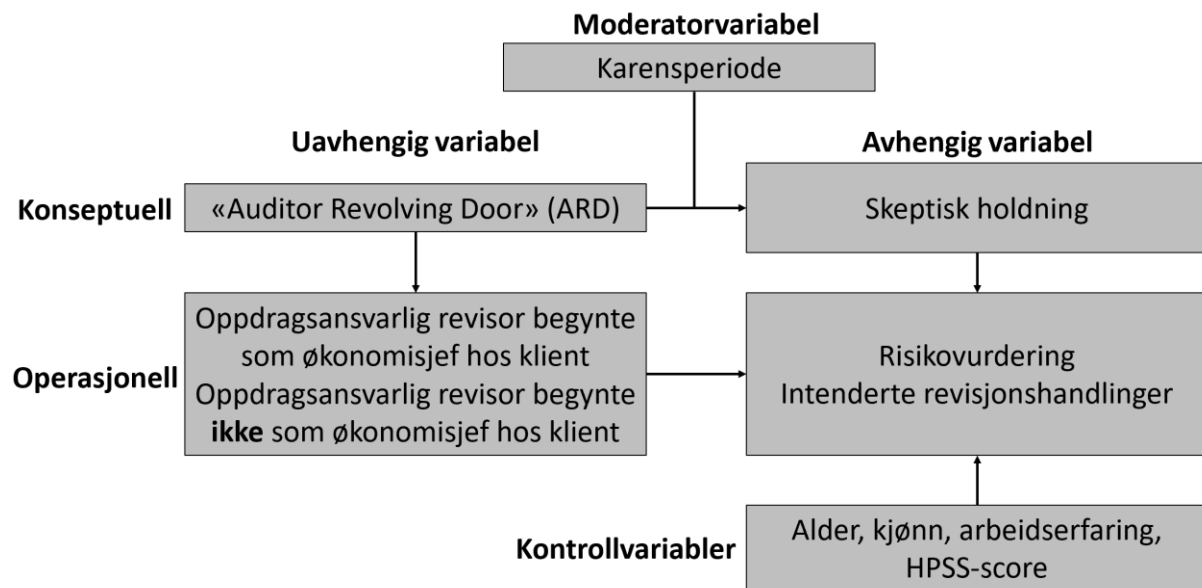 Moderatorvariabel
Karensperiode
Uavhengig variabel
Avhengig variabel
Konseptuell
«Auditor Revolving Door» (ARD)
Skeptisk holdning
Operasjonell
Oppdragsansvarlig revisor begynte
som økonomisjef hos klient
Oppdragsansvarlig revisor begynte
ikke som økonomisjef hos klient
Risikovurdering
Intenderte revisjonshandlinger
Kontrollvariabler
Alder, kjønn, arbeidserfaring,
HPSS-score